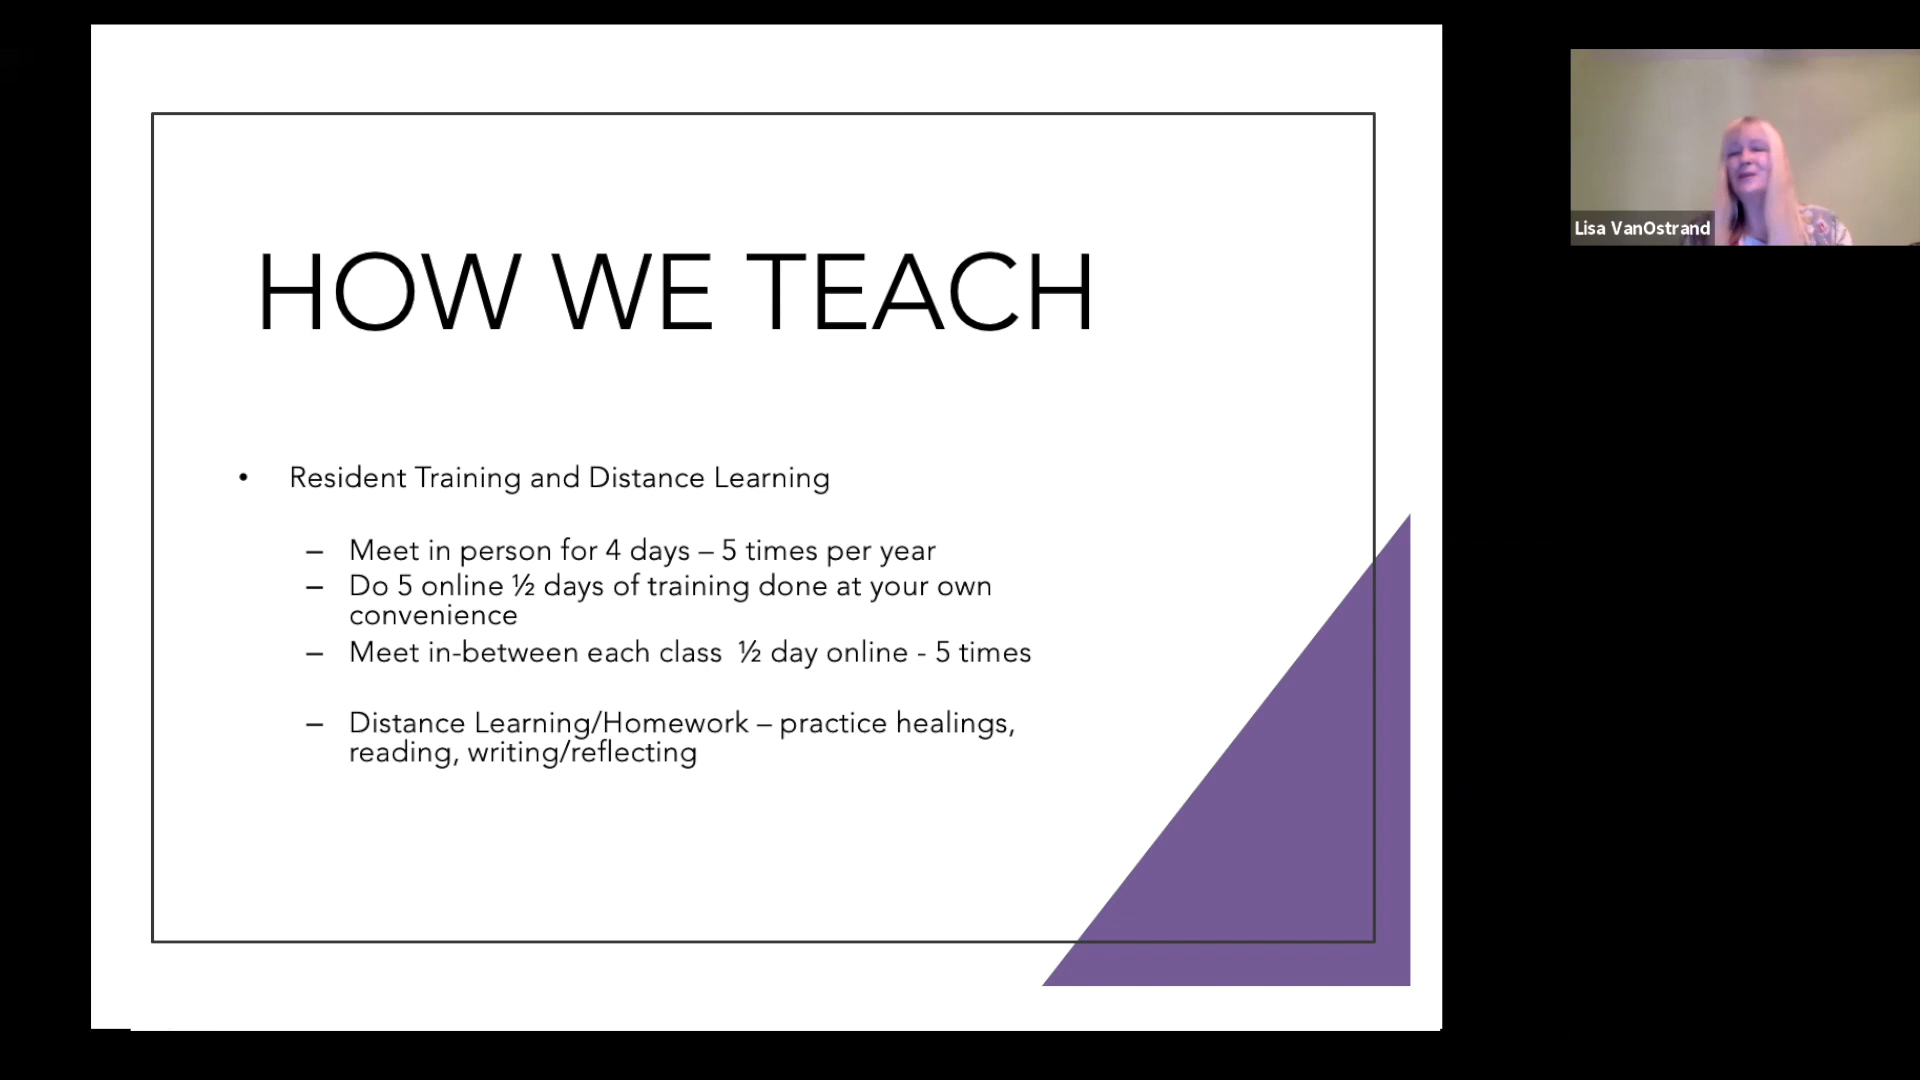 HOW WE TEACH
• Resident Training and Distance Learning
– Meet in person for 4 days – 5 times per year
– Do 5 online ½ days of training done at your own
convenience
– Meet in-between each class  ½ day online - 5 times
– Distance Learning/Homework – practice healings,
reading, writing/reflecting
Lisa VanOstrand